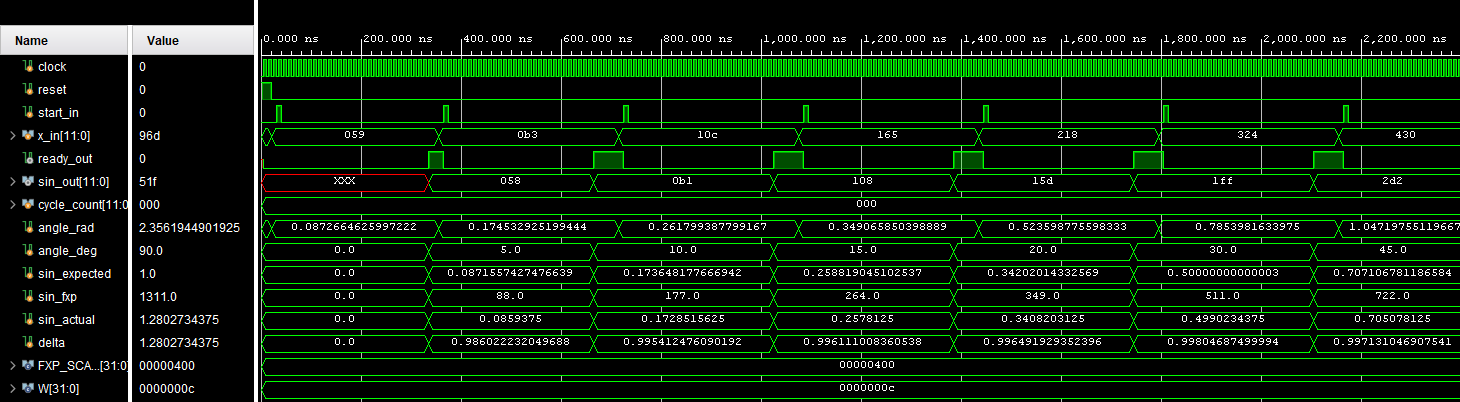 Name Value 0.000 ns 200.000 ns 400.000 ns 600.000 ns 800.000 ns 1,000.000 ns 1,200.000 ns 1,400.000 ns 1,600.000 ns 1,800.000 ns 2,000.000 ns 2,200.000 ns
clock 0
reset 0
start_in 0
x_in[11:0] 96d 059 0b3 10c 165 218 324 430
ready_out 0
sin_out[11:0] 51f XXX 058 0b1 108 15d 1ff 2d2
cycle_count[11:0 000 000
angle_rad 2.3561944901925 0.0872664625997222 0.174532925199444 0.261799387799167 0.349065850398889 0.523598775598333 0.7853981633975 1.04719755119667
angle_deg 90.0 0.0 5.0 10.0 15.0 20.0 30.0 45.0
sin_expected 1.0 0.0 0.0871557427476639 0.173648177666942 0.258819045102537 0.34202014332569 0.50000000000003 0.707106781186584
sin_fxp 1311.0 0.0 88.0 177.0 264.0 349.0 511.0 722.0
sin_actual 1.2802734375 0.0 0.0859375 0.1728515625 0.2578125 0.3408203125 0.4990234375 0.705078125
delta 1.2802734375 0.0 0.986022232049688 0.995412476090192 0.996111008360538 0.996491929352396 0.99804687499994 0.997131046907541
FXP_SCA...[31:0] 00000400 00000400
W[31:0] 0000000c 0000000c